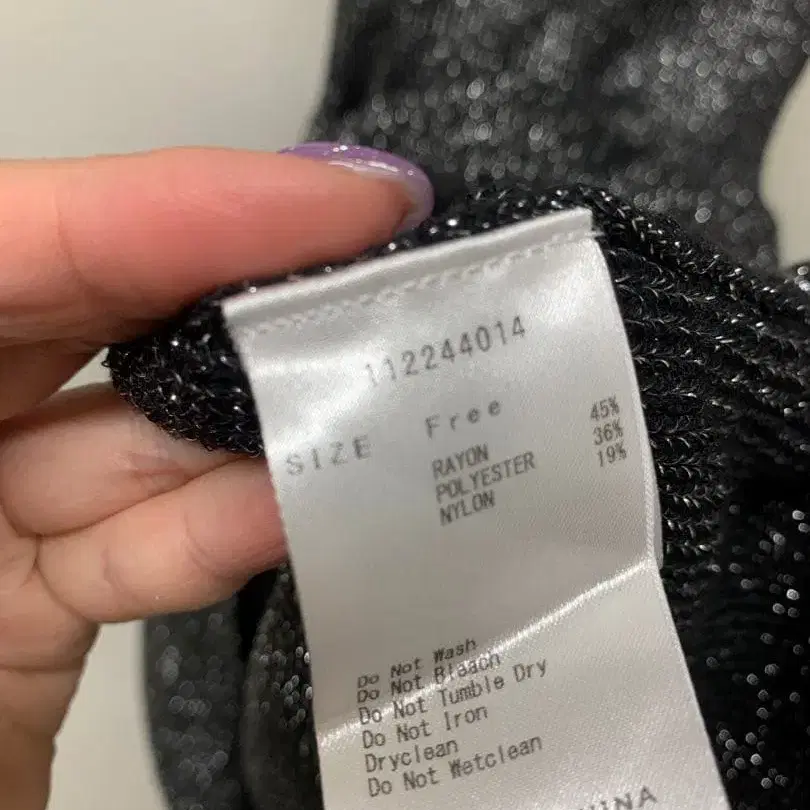 112244014
SIZE Free
RAYON 45%
POLYESTER 36%
NYLON 19%
Do Not Wash
Do Not Bleach
Do Not Tumble Dry
Do Not Iron
Dryclean
Do Not Wetclean